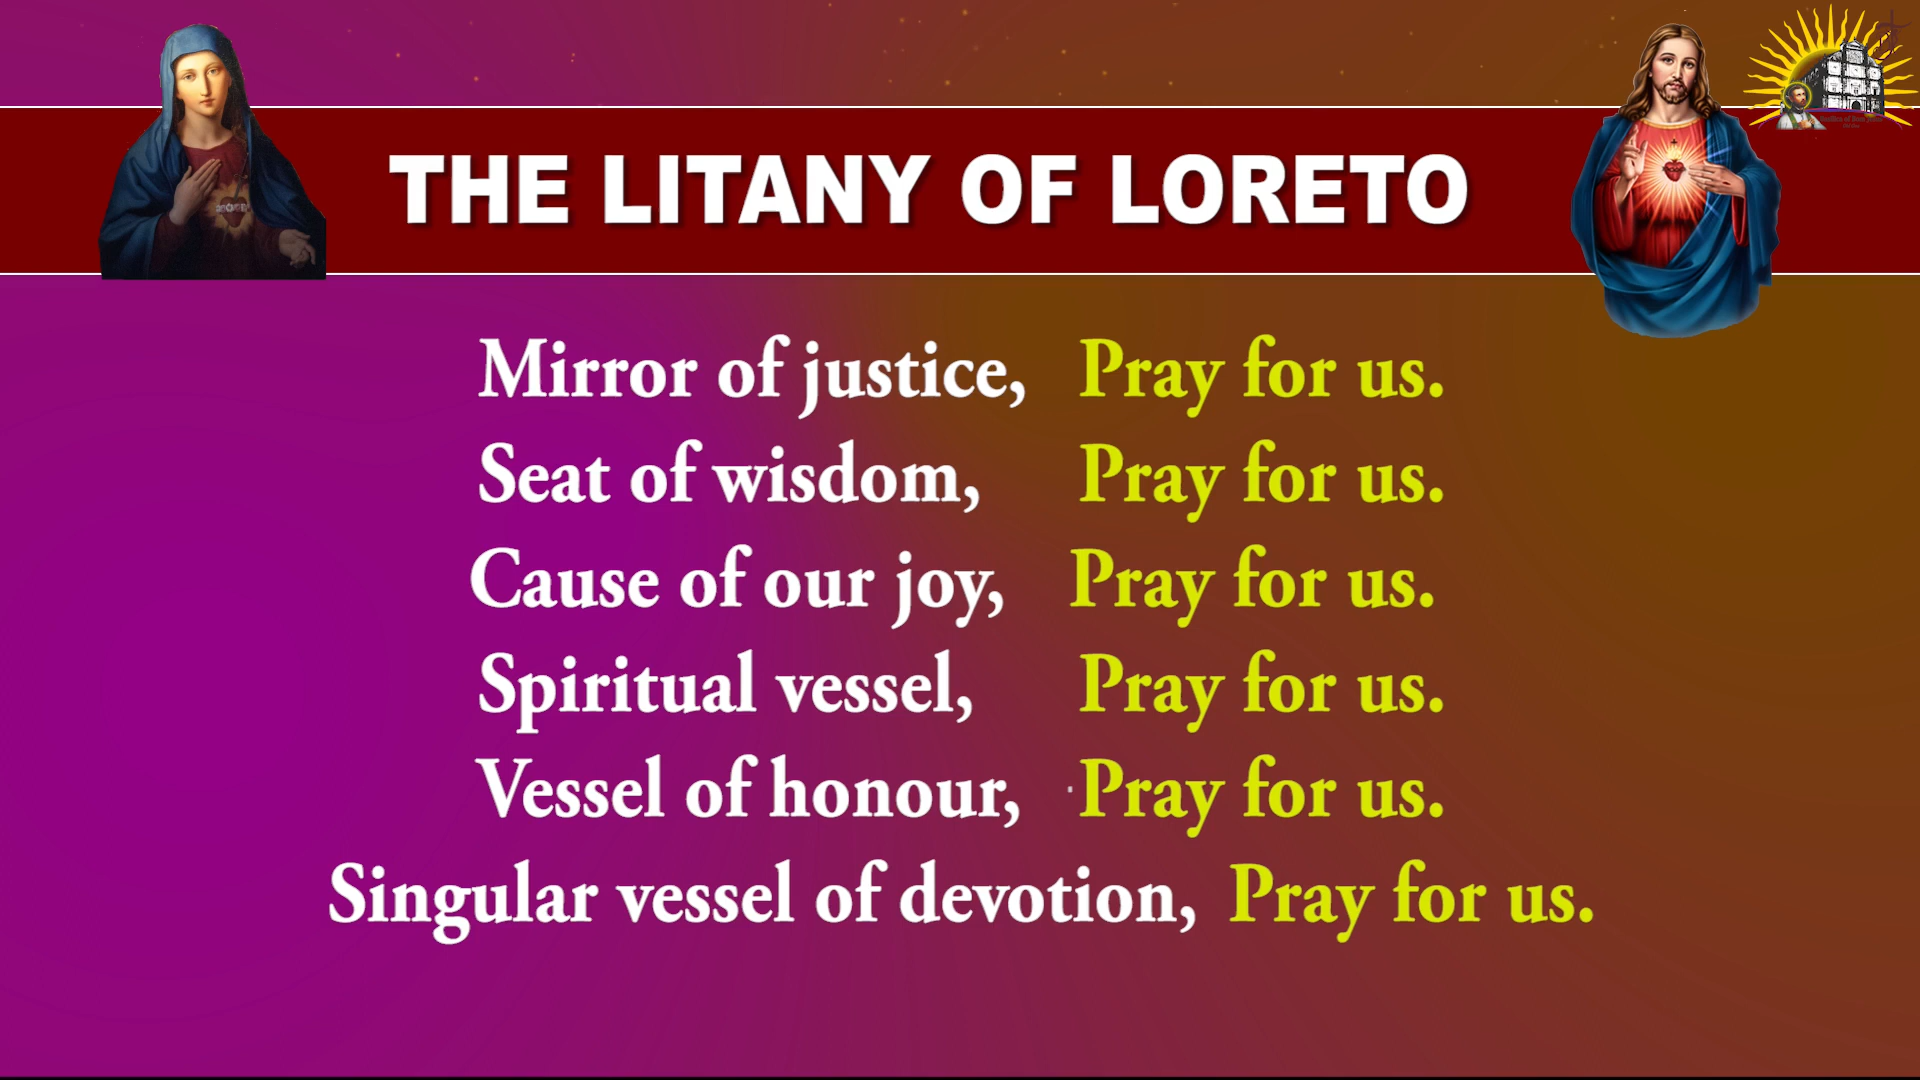 THE LITANY OF LORETO
Mirror of justice, Pray for us.
Seat of wisdom, Pray for us.
Cause of our joy, Pray for us.
Spiritual vessel, Pray for us.
Vessel of honour, Pray for us.
Singular vessel of devotion, Pray for us.